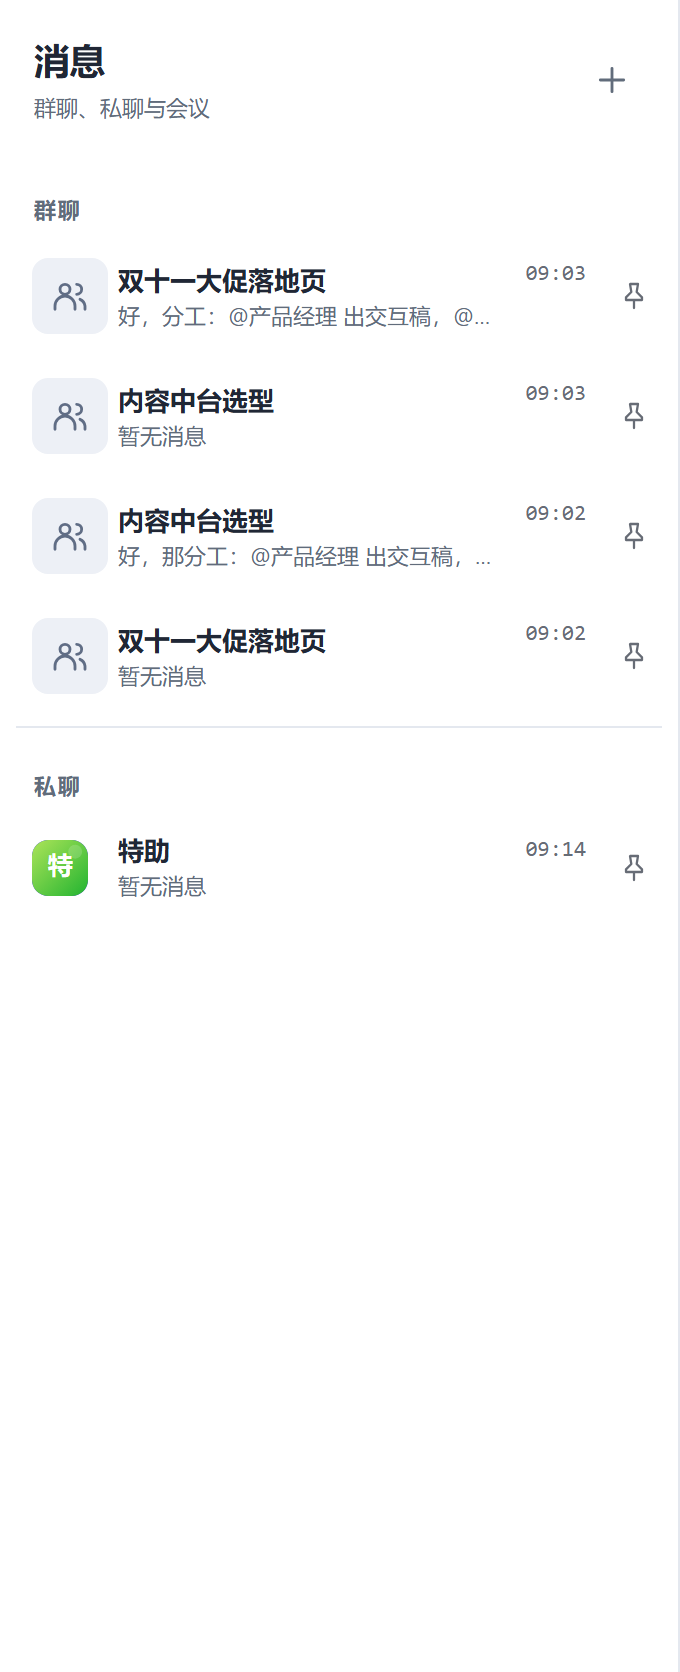 消息
群聊、私聊与会议
群聊
双十一大促落地页
09:03
好，分工：@产品经理 出交互稿，@...
内容中台选型
09:03
暂无消息
内容中台选型
09:02
好，那分工：@产品经理 出交互稿，...
双十一大促落地页
09:02
暂无消息
私聊
特
特助
09:14
暂无消息